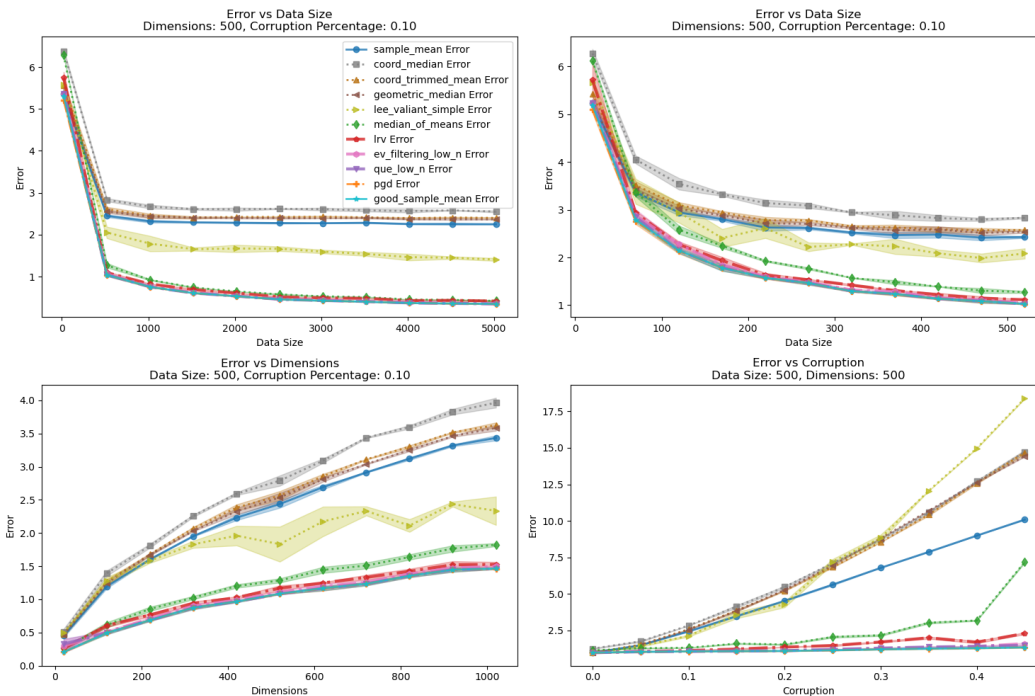 Error vs Data Size
Dimensions: 500, Corruption Percentage: 0.10
6
5
4
3
2
1
Error
0
1000
2000
3000
4000
5000
Data Size
sample_mean Error
coord_median Error
coord_trimmed_mean Error
geometric_median Error
lee_valiant_simple Error
median_of_means Error
lrv Error
ev_filtering_low_n Error
que_low_n Error
pgd Error
good_sample_mean Error
Error vs Data Size
Dimensions: 500, Corruption Percentage: 0.10
6
5
4
3
2
1
Error
0
100
200
300
400
500
Data Size
Error vs Dimensions
Data Size: 500, Corruption Percentage: 0.10
4.0
3.5
3.0
2.5
2.0
1.5
1.0
0.5
0.0
Error
0
200
400
600
800
1000
Dimensions
Error vs Corruption
Data Size: 500, Dimensions: 500
17.5
15.0
12.5
10.0
7.5
5.0
2.5
Error
0.0
0.1
0.2
0.3
0.4
Corruption